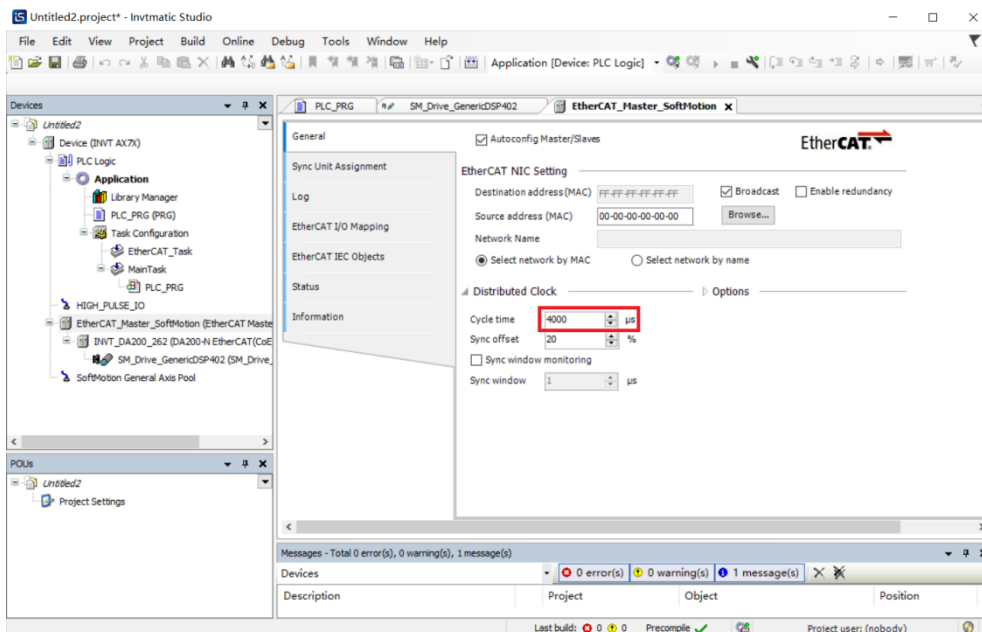 Untitled2.project* - Invtmatic Studio
File Edit View Project Build Online Debug Tools Window Help
Application [Device: PLC Logic]
Devices
Untitled2
Device (INVT AX7X)
PLC Logic
Application
Library Manager
PLC_PRG (PRG)
Task Configuration
EtherCAT_Task
MainTask
PLC_PRG
HIGH_PULSE_IO
EtherCAT_Master_SoftMotion (EtherCAT Maste
INVT_DA200_262 (DA200-N EtherCAT(CoE
SM_Drive_GenericDSP402 (SM_Drive_
SoftMotion General Axis Pool
POUs
Untitled2
Project Settings
PLC_PRG SM_Drive_GenericDSP402 EtherCAT_Master_SoftMotion
General
Sync Unit Assignment
Log
EtherCAT I/O Mapping
EtherCAT IEC Objects
Status
Information
Autoconfig Master/Slaves
EtherCAT
EtherCAT NIC Setting
Destination address(MAC) FF-FF-FF-FF-FF-FF Broadcast Enable redundancy
Source address (MAC) 00-00-00-00-00-00 Browse...
Network Name
Select network by MAC Select network by name
Distributed Clock Options
Cycle time 4000 µs
Sync offset 20 %
Sync window monitoring
Sync window 1 µs
Messages - Total 0 error(s), 0 warning(s), 1 message(s)
Devices 0 error(s) 0 warning(s) 1 message(s)
Description Project Object Position
Last build: 0 0 Precompile Project user: (nobody)